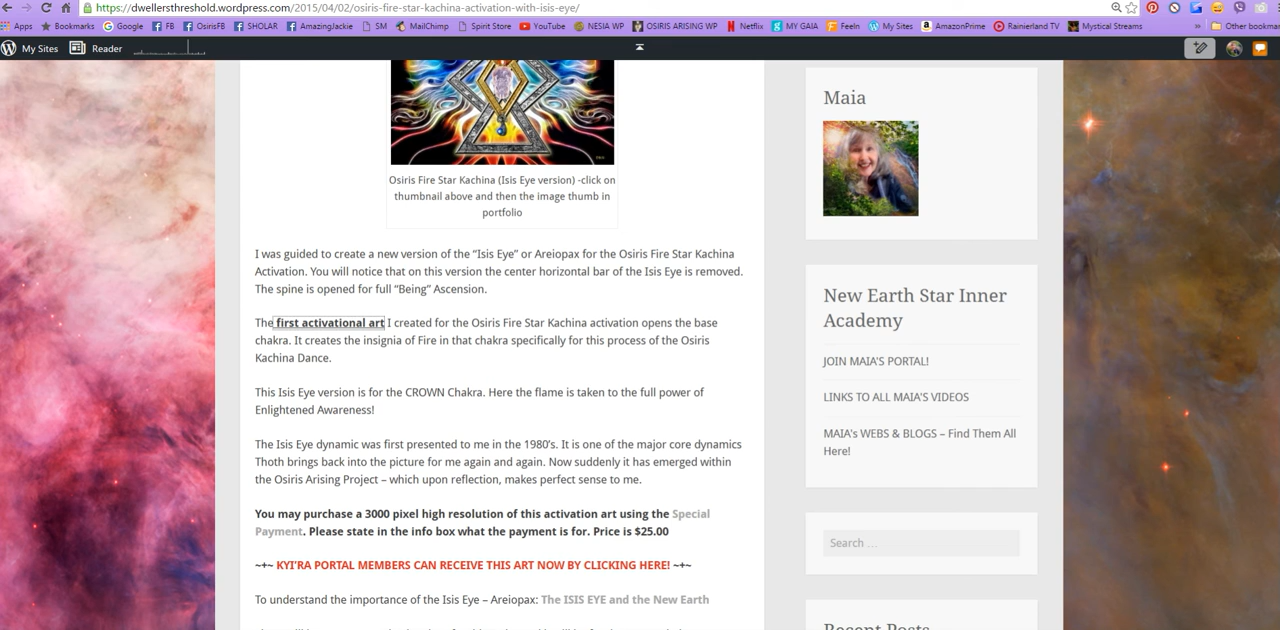 https://dwellersthreshold.wordpress.com/2015/04/02/osiris-fire-star-kachina-activation-with-isis-eye/
Apps Bookmarks Google FB OsirisFB SHOLAR AmazingJackie SM MailChimp Spirit Store YouTube NESIA WP OSIRIS ARISING WP Netflix MY GAIA Feeln My Sites AmazonPrime Rainierland TV Mystical Streams » Other bookmar
My Sites Reader
Osiris Fire Star Kachina (Isis Eye version) -click on
thumbnail above and then the image thumb in
portfolio
I was guided to create a new version of the “Isis Eye” or Areiopax for the Osiris Fire Star Kachina
Activation. You will notice that on this version the center horizontal bar of the Isis Eye is removed.
The spine is opened for full “Being” Ascension.
The first activational art I created for the Osiris Fire Star Kachina activation opens the base
chakra. It creates the insignia of Fire in that chakra specifically for this process of the Osiris
Kachina Dance.
This Isis Eye version is for the CROWN Chakra. Here the flame is taken to the full power of
Enlightened Awareness!
The Isis Eye dynamic was first presented to me in the 1980’s. It is one of the major core dynamics
Thoth brings back into the picture for me again and again. Now suddenly it has emerged within
the Osiris Arising Project – which upon reflection, makes perfect sense to me.
You may purchase a 3000 pixel high resolution of this activation art using the Special
Payment. Please state in the info box what the payment is for. Price is $25.00
~+~ KYI’RA PORTAL MEMBERS CAN RECEIVE THIS ART NOW BY CLICKING HERE! ~+~
To understand the importance of the Isis Eye – Areiopax: The ISIS EYE and the New Earth
Maia
New Earth Star Inner
Academy
JOIN MAIA’S PORTAL!
LINKS TO ALL MAIA’S VIDEOS
MAIA’s WEBS & BLOGS – Find Them All
Here!
Search …
Recent Posts